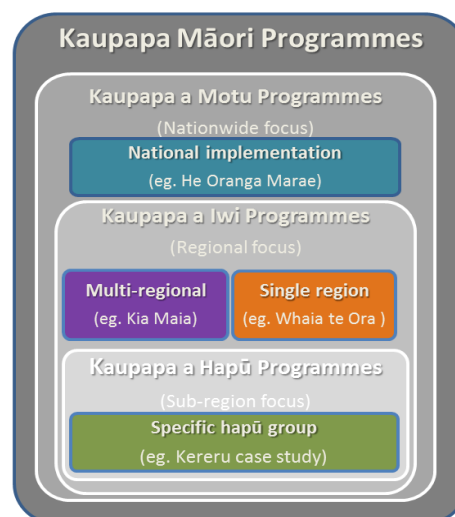 Kaupapa Māori Programmes
Kaupapa a Motu Programmes
(Nationwide focus)
National implementation
(eg. He Oranga Marae)
Kaupapa a Iwi Programmes
(Regional focus)
Multi-regional
(eg. Kia Maia)
Single region
(eg. Whaia te Ora )
Kaupapa a Hapū Programmes
(Sub-region focus)
Specific hapū group
(eg. Kereru case study)